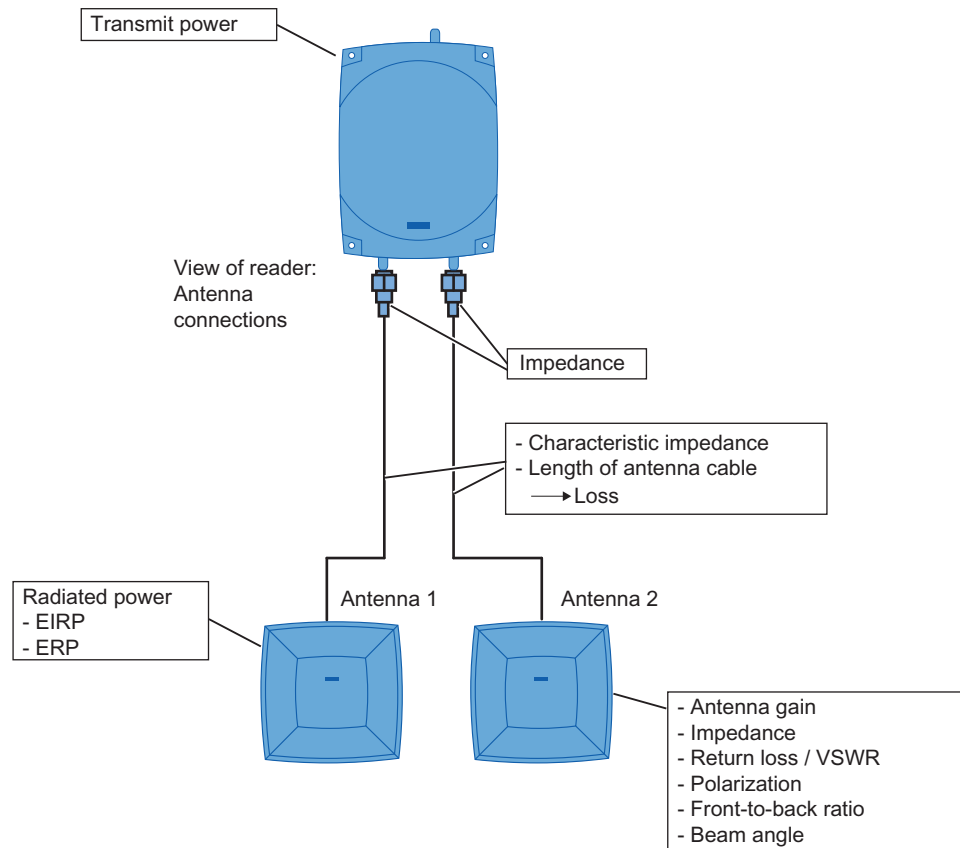 Transmit power
View of reader:
Antenna
connections
Impedance
- Characteristic impedance
- Length of antenna cable
→ Loss
Radiated power
- EIRP
- ERP
Antenna 1
Antenna 2
- Antenna gain
- Impedance
- Return loss / VSWR
- Polarization
- Front-to-back ratio
- Beam angle